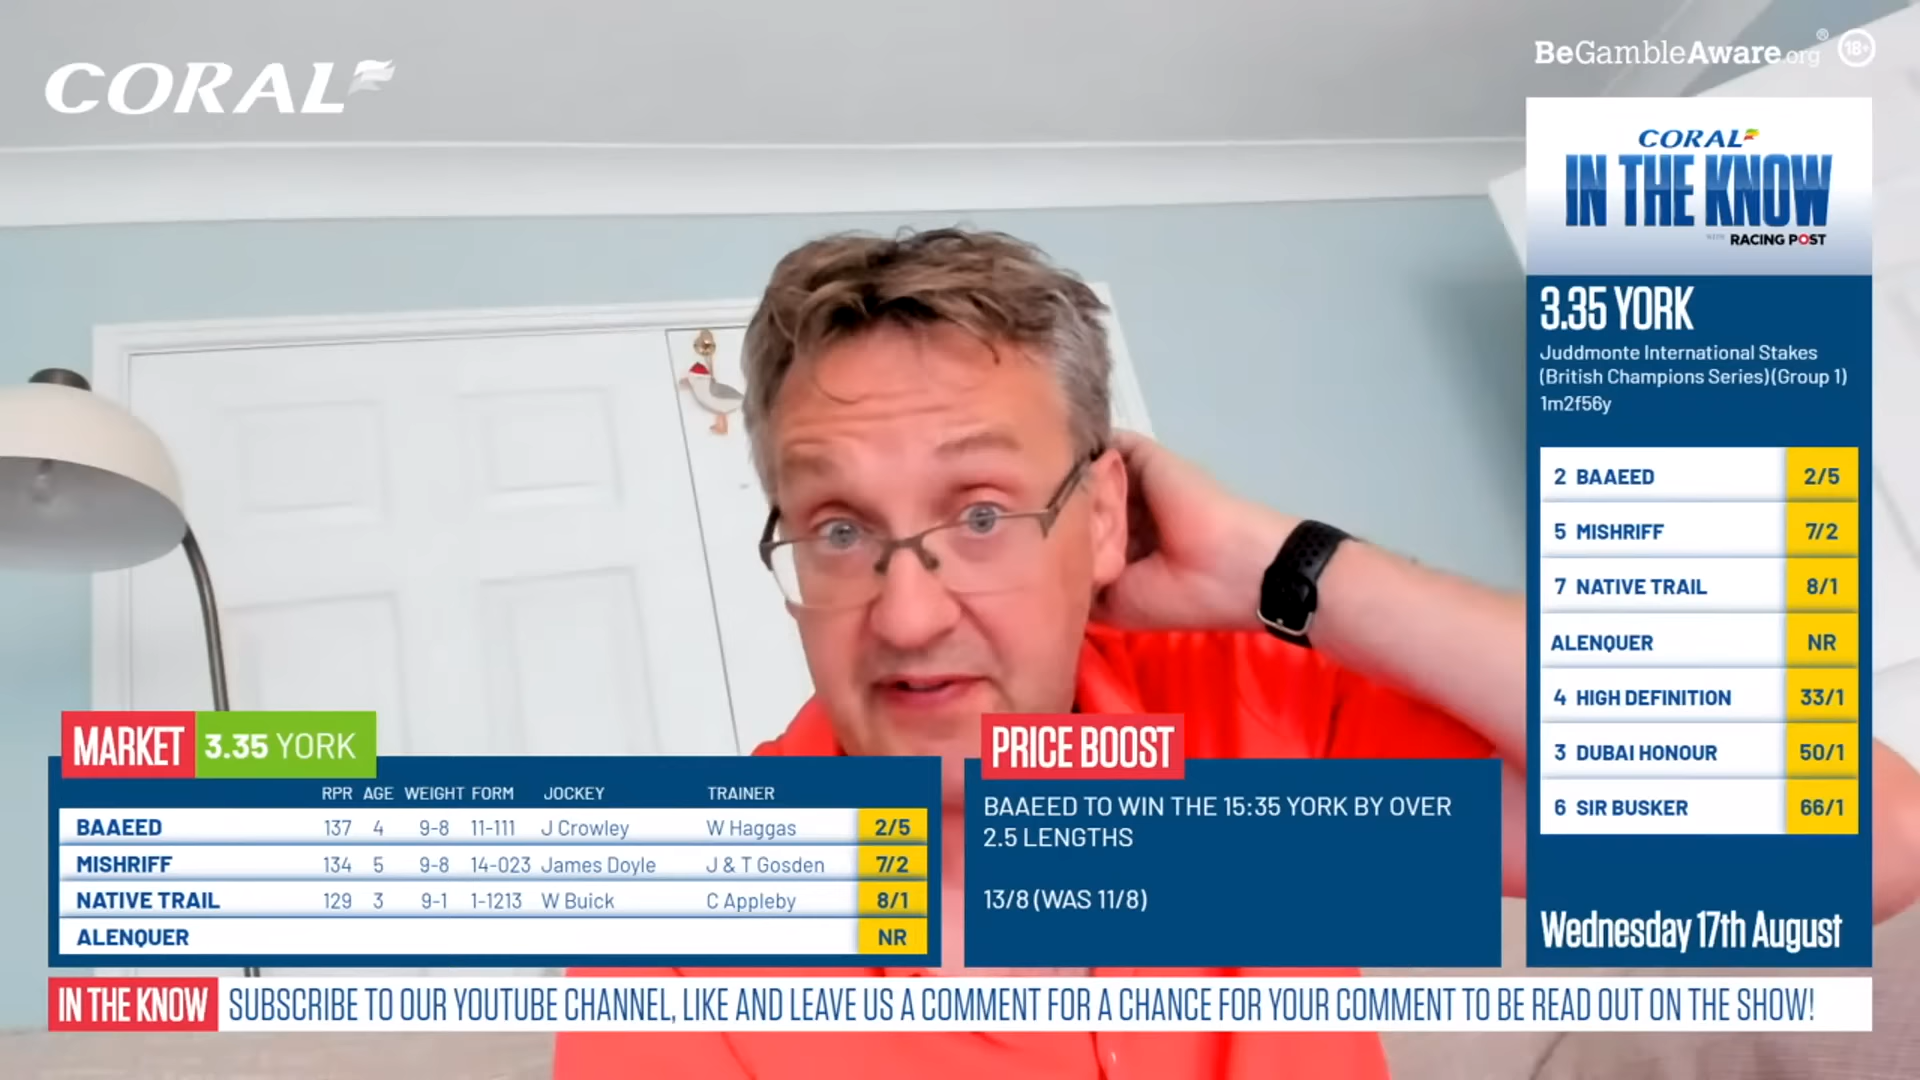 CORAL
BeGambleAware.org®
18+
CORAL
IN THE KNOW
WITH RACING POST
3.35 YORK
Juddmonte International Stakes
(British Champions Series)(Group 1)
1m2f56y
2 BAAEED 2/5
5 MISHRIFF 7/2
7 NATIVE TRAIL 8/1
ALENQUER NR
4 HIGH DEFINITION 33/1
3 DUBAI HONOUR 50/1
6 SIR BUSKER 66/1
Wednesday 17th August
MARKET 3.35 YORK
RPR AGE WEIGHT FORM JOCKEY TRAINER
BAAEED 137 4 9-8 11-111 J Crowley W Haggas 2/5
MISHRIFF 134 5 9-8 14-023 James Doyle J & T Gosden 7/2
NATIVE TRAIL 129 3 9-1 1-1213 W Buick C Appleby 8/1
ALENQUER NR
PRICE BOOST
BAAEED TO WIN THE 15:35 YORK BY OVER
2.5 LENGTHS
13/8 (WAS 11/8)
IN THE KNOW SUBSCRIBE TO OUR YOUTUBE CHANNEL, LIKE AND LEAVE US A COMMENT FOR A CHANCE FOR YOUR COMMENT TO BE READ OUT ON THE SHOW!